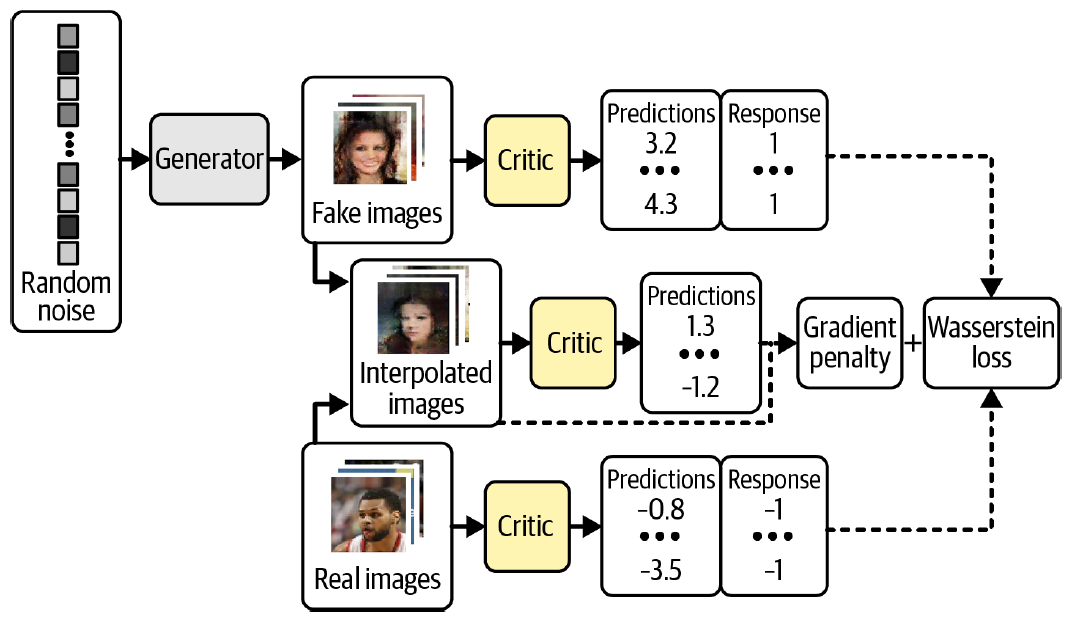 Random
noise
Generator
Fake images
Critic
Predictions
3.2
•••
4.3
Response
1
•••
1
Interpolated
images
Critic
Predictions
1.3
•••
–1.2
Gradient
penalty
+
Wasserstein
loss
Real images
Critic
Predictions
–0.8
•••
–3.5
Response
–1
•••
–1